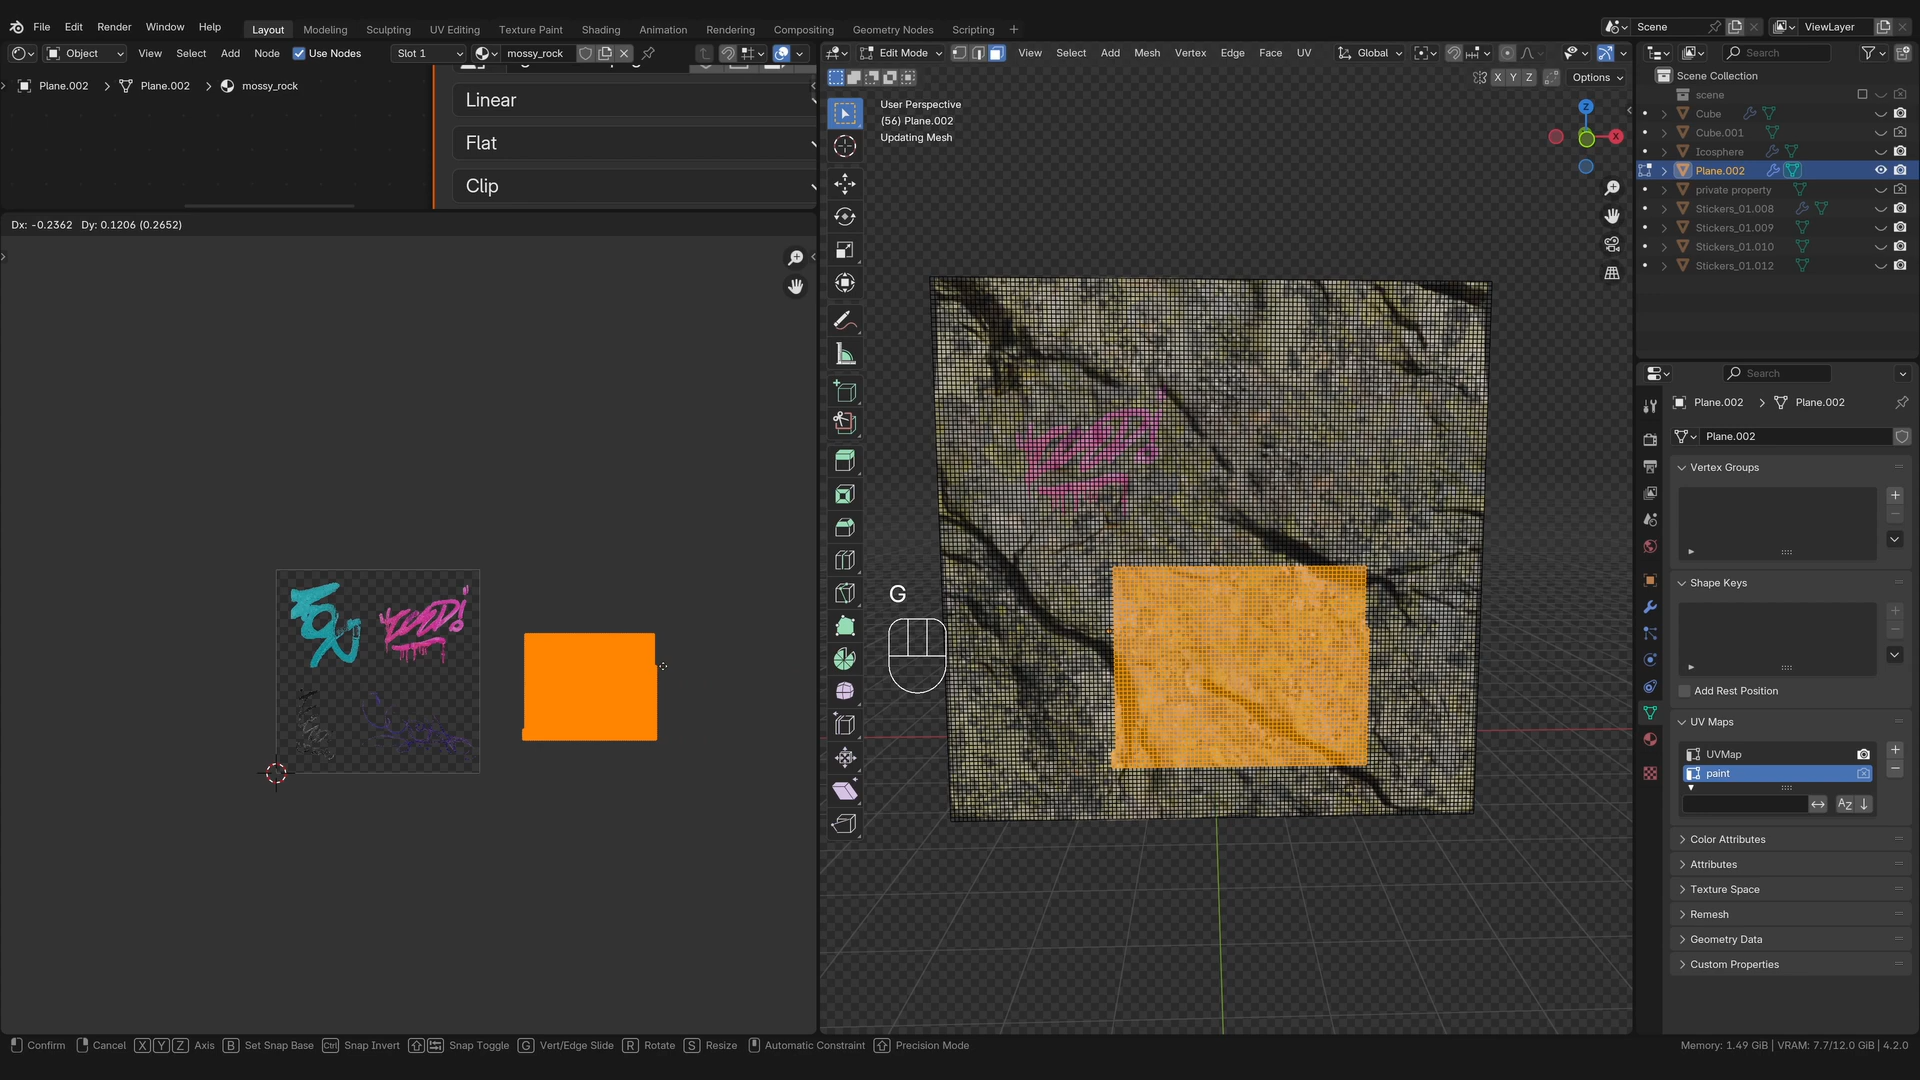 File Edit Render Window Help
Layout Modeling Sculpting UV Editing Texture Paint Shading Animation Rendering Compositing Geometry Nodes Scripting
Scene
ViewLayer
Object View Select Add Node Use Nodes Slot 1 mossy_rock
Edit Mode View Select Add Mesh Vertex Edge Face UV Global
Search
Plane.002 Plane.002 mossy_rock
X Y Z Options
Linear
Flat
Clip
User Perspective
(56) Plane.002
Updating Mesh
Z
X
Scene Collection
scene
Cube
Cube.001
Icosphere
Plane.002
private property
Stickers_01.008
Stickers_01.009
Stickers_01.010
Stickers_01.012
Dx: -0.2362 Dy: 0.1206 (0.2652)
G
Search
Plane.002 Plane.002
Plane.002
Vertex Groups
Shape Keys
Add Rest Position
UV Maps
UVMap
paint
Color Attributes
Attributes
Texture Space
Remesh
Geometry Data
Custom Properties
Confirm Cancel X Y Z Axis B Set Snap Base Ctrl Snap Invert Snap Toggle G Vert/Edge Slide R Rotate S Resize Automatic Constraint Precision Mode
Memory: 1.49 GiB | VRAM: 7.7/12.0 GiB | 4.2.0